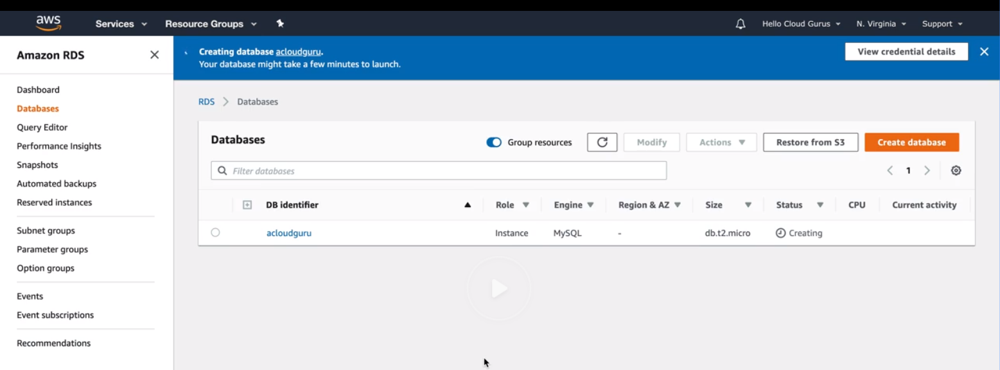 aws Services Resource Groups Hello Cloud Gurus N. Virginia Support
Amazon RDS
Dashboard
Databases
Query Editor
Performance Insights
Snapshots
Automated backups
Reserved instances
Subnet groups
Parameter groups
Option groups
Events
Event subscriptions
Recommendations
Creating database acloudguru.
Your database might take a few minutes to launch.
View credential details
RDS > Databases
Databases Group resources Modify Actions Restore from S3 Create database
Filter databases
1
DB identifier Role Engine Region & AZ Size Status CPU Current activity
acloudguru Instance MySQL - db.t2.micro Creating